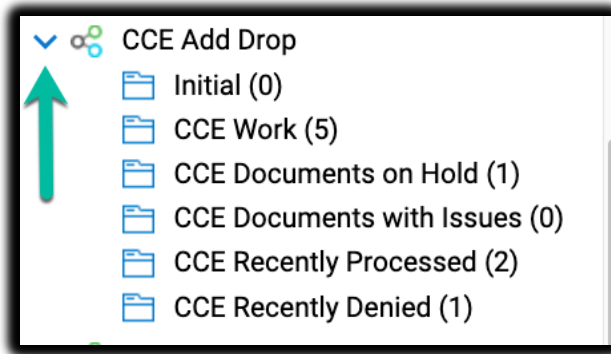 CCE Add Drop
Initial (0)
CCE Work (5)
CCE Documents on Hold (1)
CCE Documents with Issues (0)
CCE Recently Processed (2)
CCE Recently Denied (1)